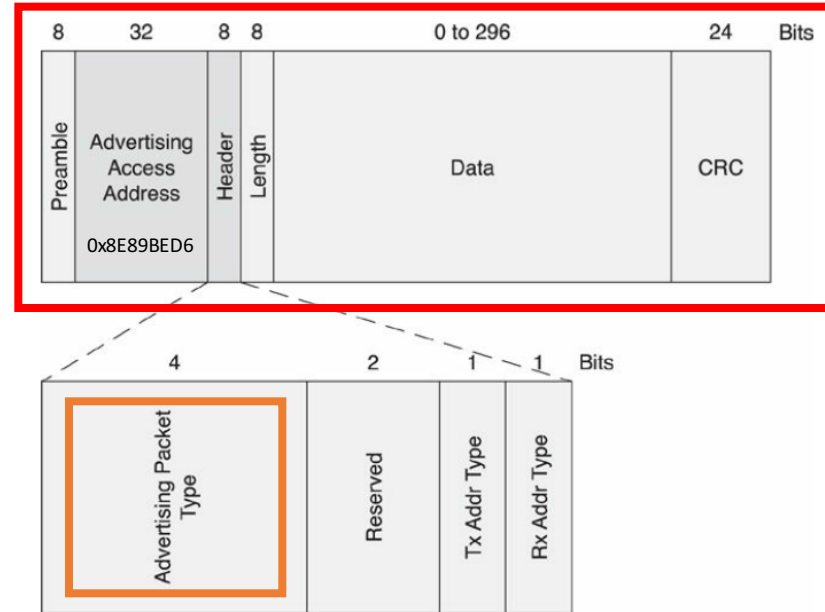 8 32 8 8 0 to 296 24 Bits
Preamble
Advertising
Access
Address
0x8E89BED6
Header
Length
Data
CRC
4 2 1 1 Bits
Advertising Packet
Type
Reserved
Tx Addr Type
Rx Addr Type